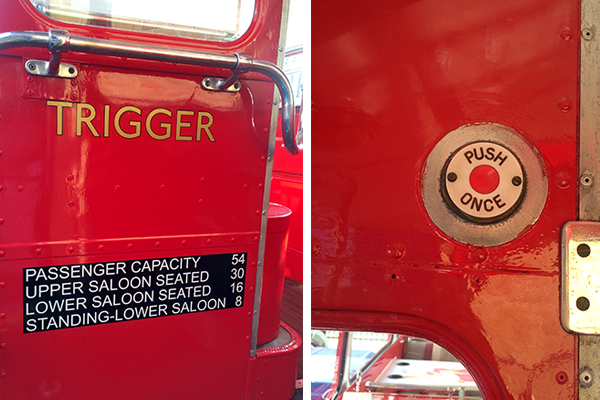 TRIGGER
PASSENGER CAPACITY 54
UPPER SALOON SEATED 30
LOWER SALOON SEATED 16
STANDING-LOWER SALOON 8
PUSH
ONCE